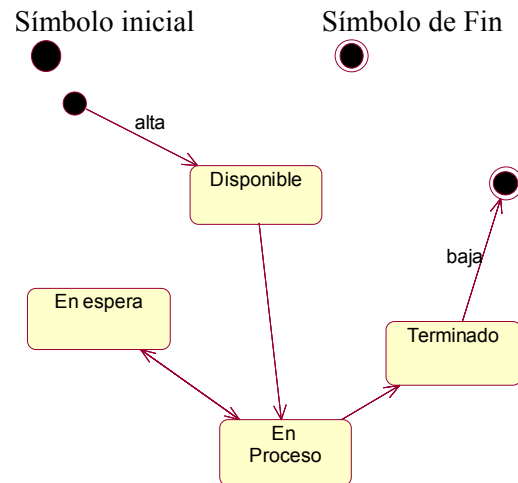 Símbolo inicial
Símbolo de Fin
alta
Disponible
baja
En espera
Terminado
En
Proceso